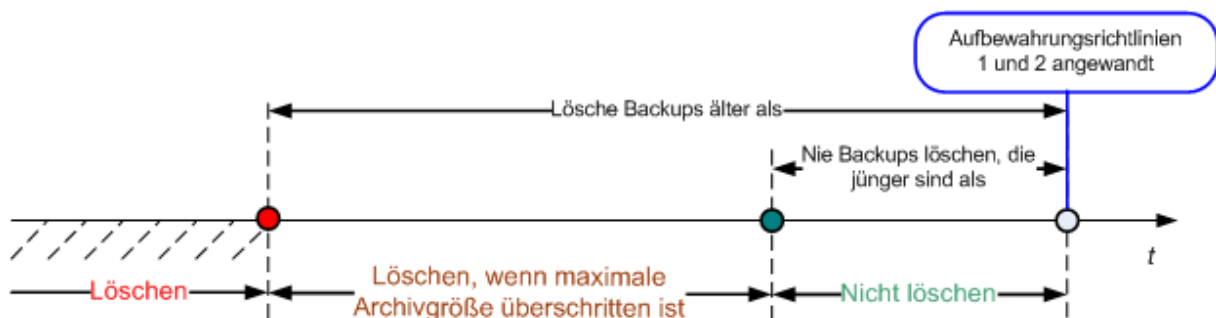 Aufbewahrungsrichtlinien
1 und 2 angewandt
Lösche Backups älter als
Nie Backups löschen, die
jünger sind als
t
Löschen
Löschen, wenn maximale
Archivgröße überschritten ist
Nicht löschen